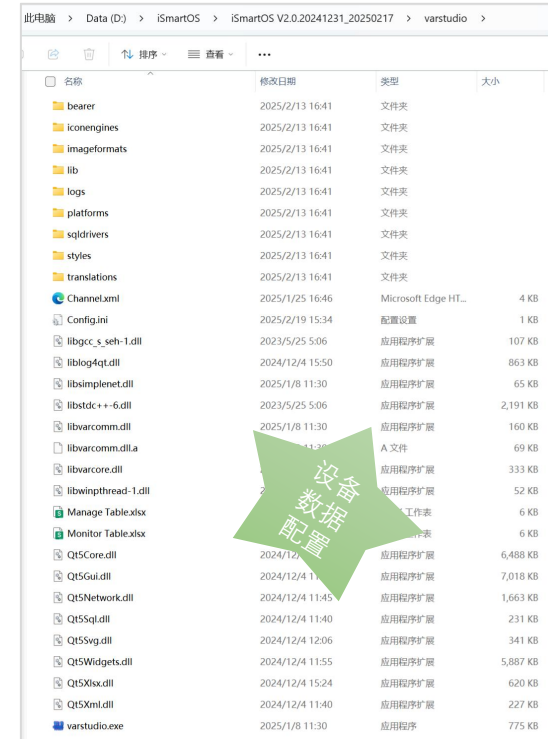 此电脑 > Data (D:) > iSmartOS > iSmartOS V2.0.20241231_20250217 > varstudio >
排序 查看 ...
名称 修改日期 类型 大小
bearer 2025/2/13 16:41 文件夹
iconengines 2025/2/13 16:41 文件夹
imageformats 2025/2/13 16:41 文件夹
lib 2025/2/13 16:41 文件夹
logs 2025/2/13 16:41 文件夹
platforms 2025/2/13 16:41 文件夹
sqldrivers 2025/2/13 16:41 文件夹
styles 2025/2/13 16:41 文件夹
translations 2025/2/13 16:41 文件夹
Channel.xml 2025/1/25 16:46 Microsoft Edge HT... 4 KB
Config.ini 2025/2/19 15:34 配置设置 1 KB
libgcc_s_seh-1.dll 2023/5/25 5:06 应用程序扩展 107 KB
liblog4qt.dll 2024/12/4 15:50 应用程序扩展 863 KB
libsimplenet.dll 2025/1/8 11:30 应用程序扩展 65 KB
libstdc++-6.dll 2023/5/25 5:06 应用程序扩展 2,191 KB
libvarcomm.dll 2025/1/8 11:30 应用程序扩展 160 KB
libvarcomm.dll.a A 文件 69 KB
libvarcore.dll 应用程序扩展 333 KB
libwinpthread-1.dll 应用程序扩展 52 KB
Manage Table.xlsx 工作表 6 KB
Monitor Table.xlsx 6 KB
设备
数据
配置
Qt5Core.dll 2024/12/ 应用程序扩展 6,488 KB
Qt5Gui.dll 2024/12/4 应用程序扩展 7,018 KB
Qt5Network.dll 2024/12/4 11:45 应用程序扩展 1,663 KB
Qt5Sql.dll 2024/12/4 11:40 应用程序扩展 231 KB
Qt5Svg.dll 2024/12/4 12:06 应用程序扩展 341 KB
Qt5Widgets.dll 2024/12/4 11:55 应用程序扩展 5,887 KB
Qt5Xlsx.dll 2024/12/4 15:24 应用程序扩展 620 KB
Qt5Xml.dll 2024/12/4 11:40 应用程序扩展 227 KB
varstudio.exe 2025/1/8 11:30 应用程序 775 KB